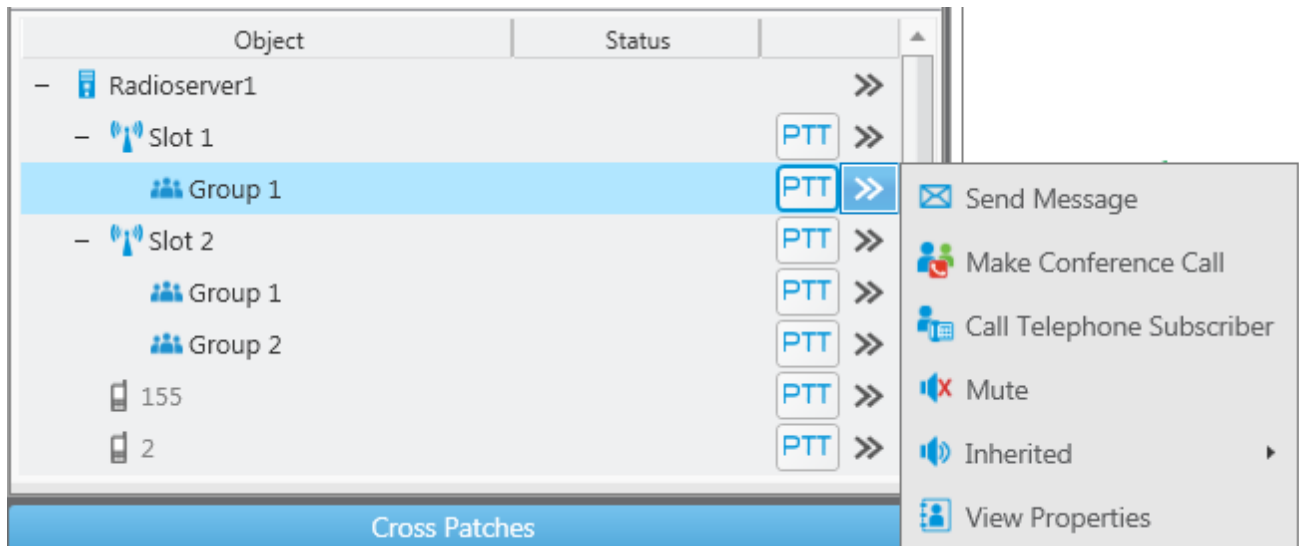 Object Status
– Radioserver1
– Slot 1 PTT
Group 1 PTT
– Slot 2 PTT
Group 1 PTT
Group 2 PTT
155 PTT
2 PTT
Cross Patches
Send Message
Make Conference Call
Call Telephone Subscriber
Mute
Inherited
View Properties